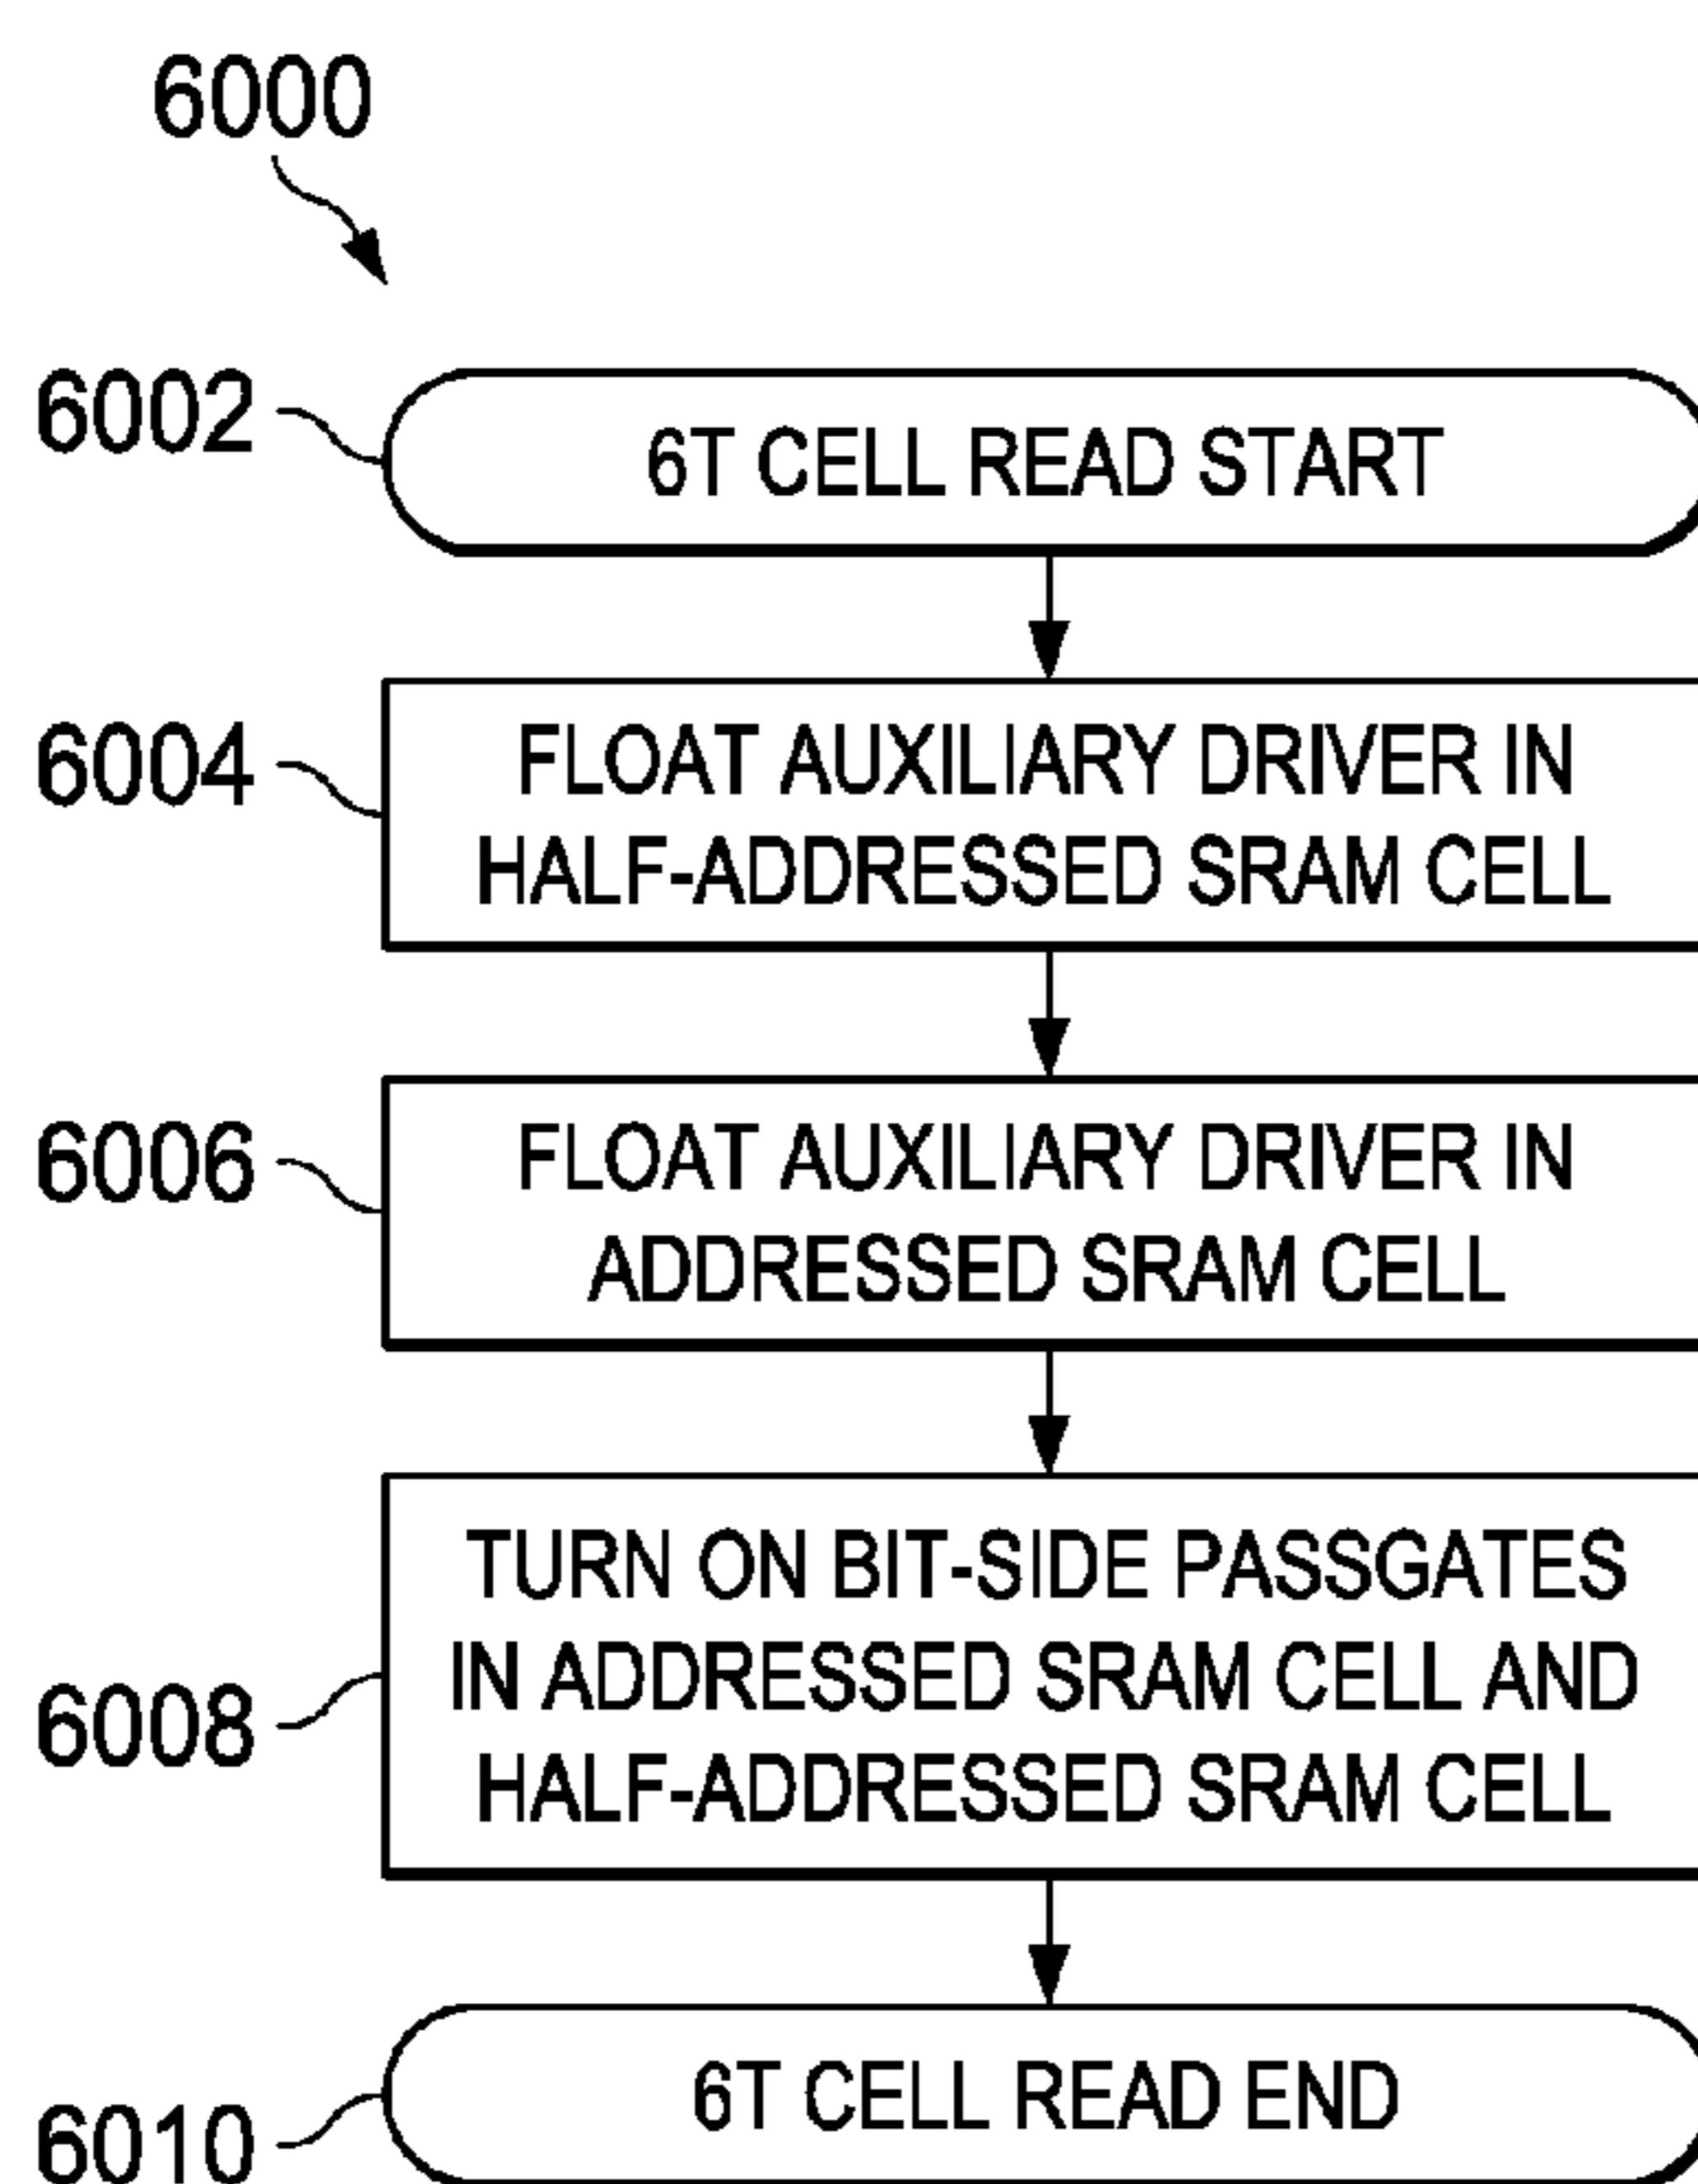 6000
6002
6T CELL READ START
6004
FLOAT AUXILIARY DRIVER IN
HALF-ADDRESSED SRAM CELL
6006
FLOAT AUXILIARY DRIVER IN
ADDRESSED SRAM CELL
6008
TURN ON BIT-SIDE PASSGATES
IN ADDRESSED SRAM CELL AND
HALF-ADDRESSED SRAM CELL
6010
6T CELL READ END